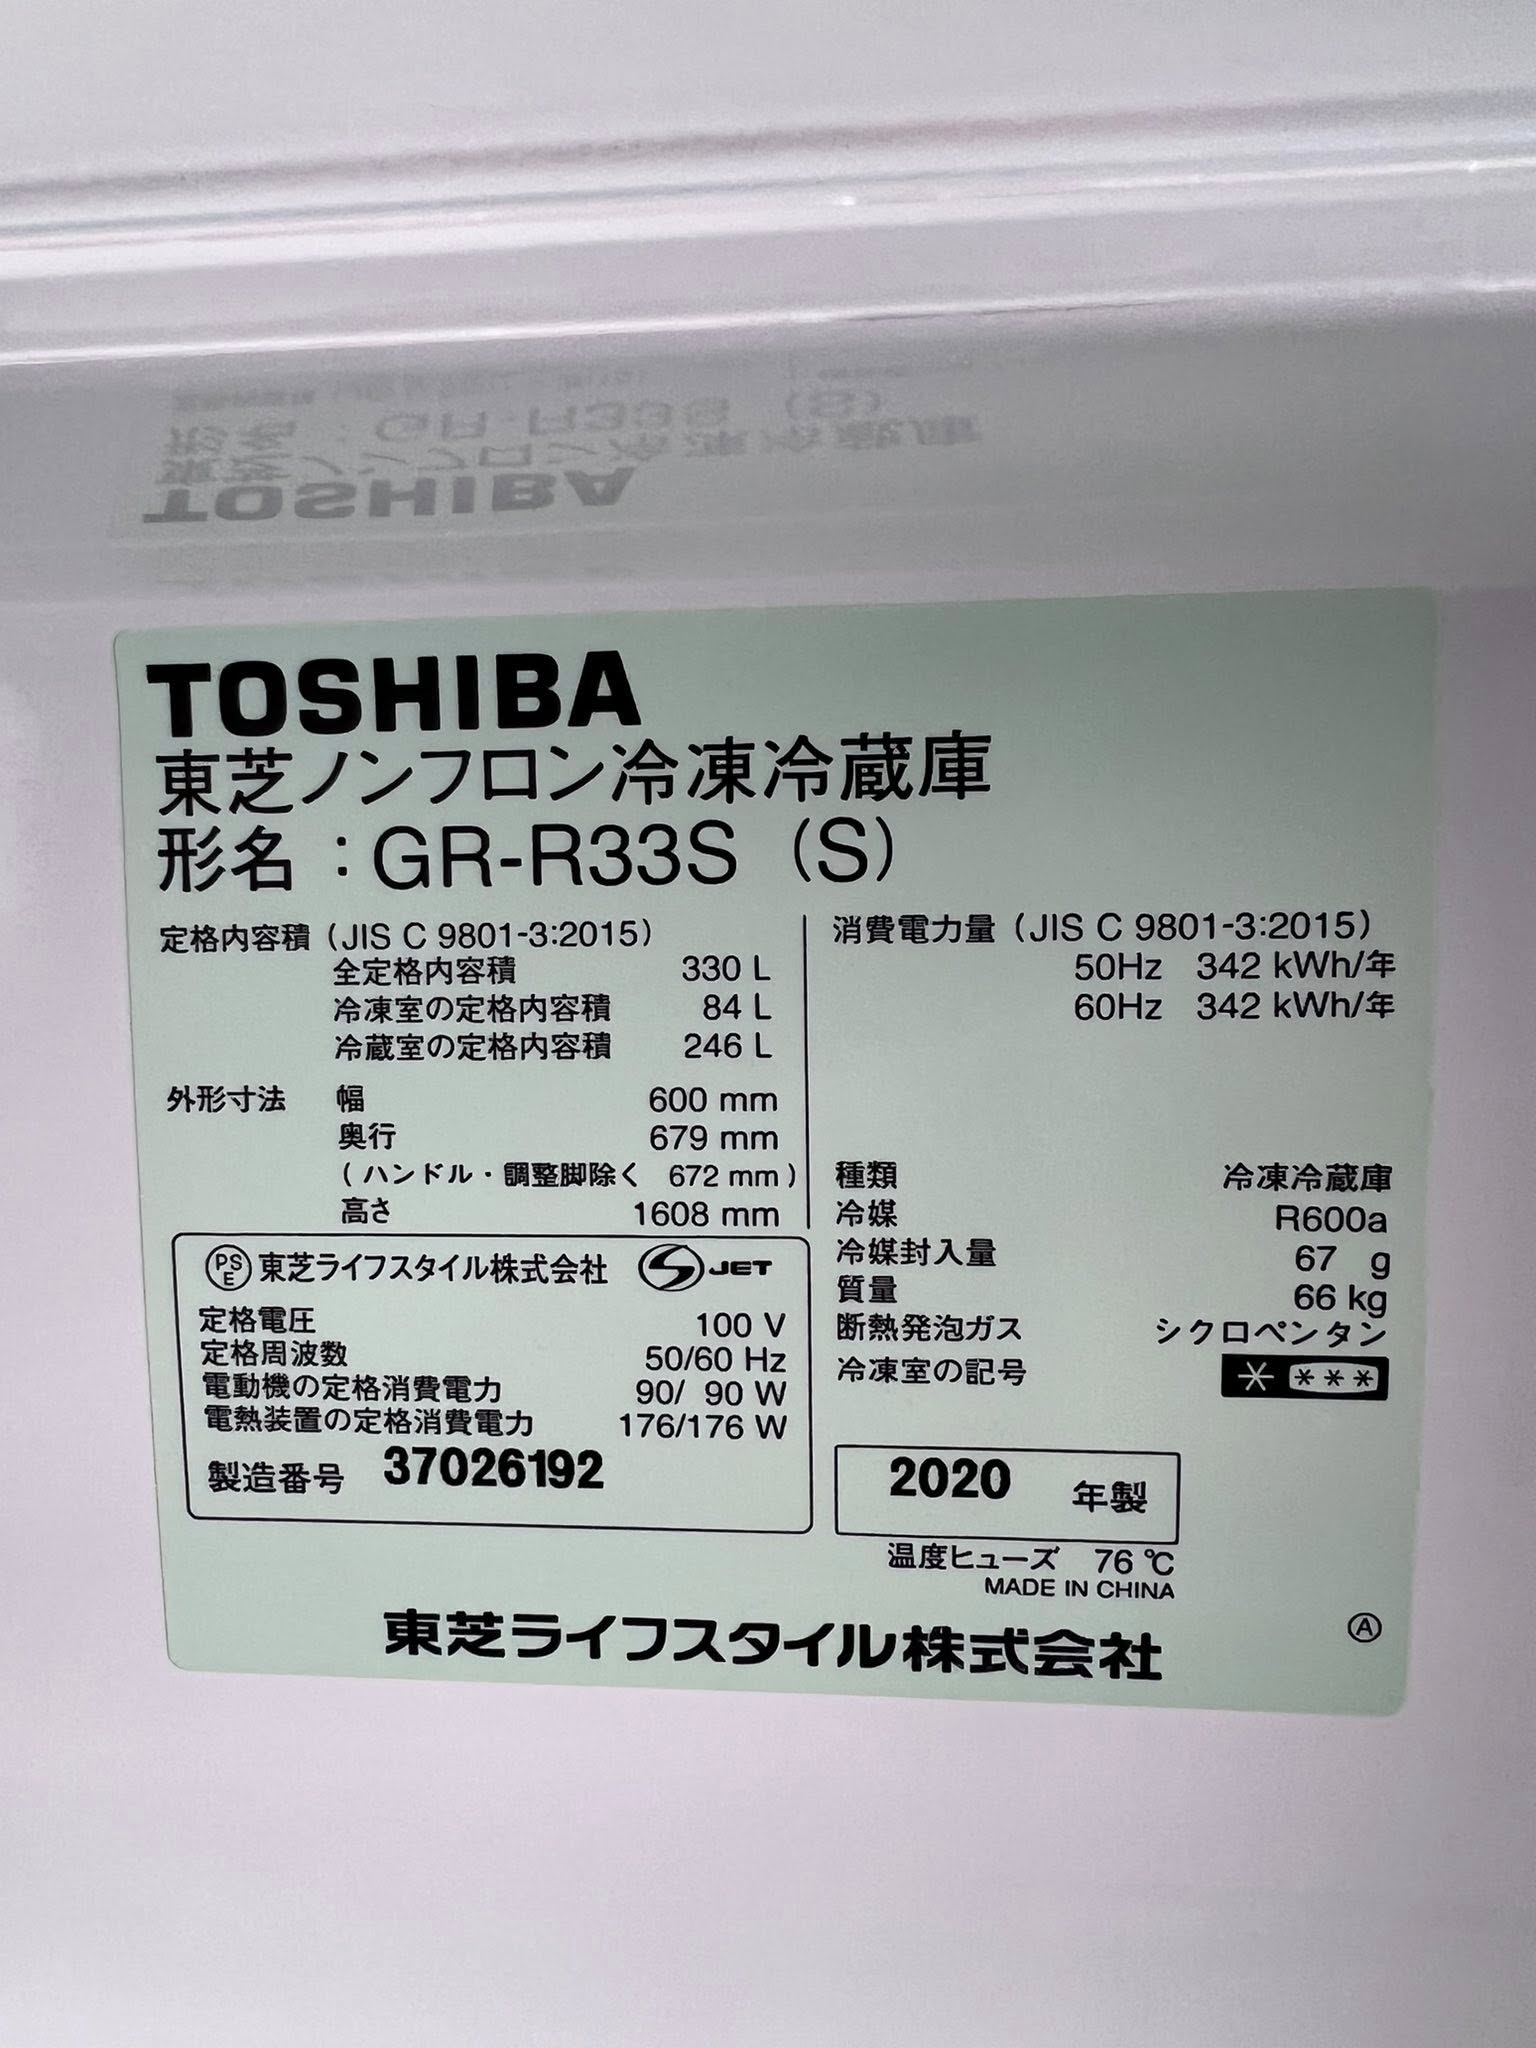 TOSHIBA
東芝ノンフロン冷凍冷蔵庫
形名：GR-R33S (S)
定格内容積 (JIS C 9801-3:2015)
全定格内容積 330 L
冷凍室の定格内容積 84 L
冷蔵室の定格内容積 246 L
外形寸法 幅 600 mm
奥行 679 mm
(ハンドル・調整脚除く 672 mm)
高さ 1608 mm
消費電力量 (JIS C 9801-3:2015)
50Hz 342 kWh/年
60Hz 342 kWh/年
種類 冷凍冷蔵庫
冷媒 R600a
冷媒封入量 67 g
質量 66 kg
断熱発泡ガス シクロペンタン
冷凍室の記号 * ***
PSE 東芝ライフスタイル株式会社 S JET
定格電圧 100 V
定格周波数 50/60 Hz
電動機の定格消費電力 90/ 90 W
電熱装置の定格消費電力 176/176 W
製造番号 37026192
2020 年製
温度ヒューズ 76 ℃
MADE IN CHINA
東芝ライフスタイル株式会社
Ⓐ